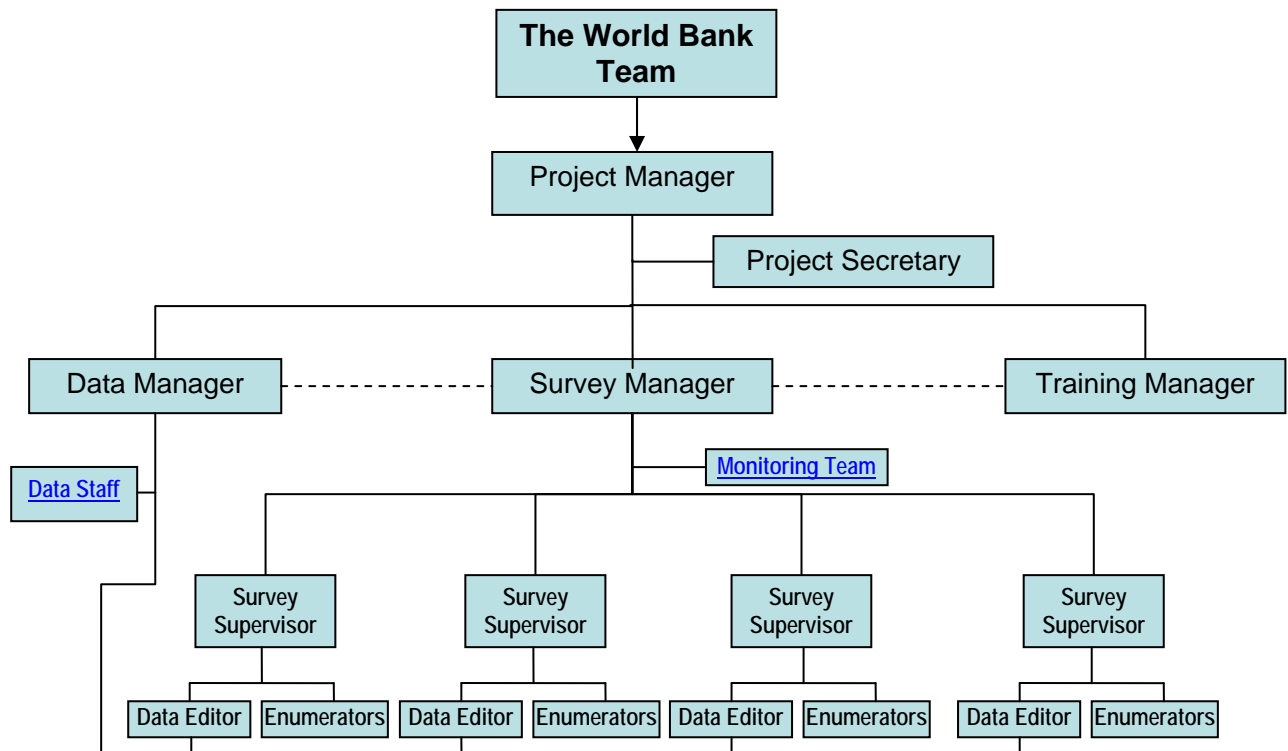 The World Bank
Team
Project Manager
Project Secretary
Data Manager
Survey Manager
Training Manager
Monitoring Team
Data Staff
Survey
Supervisor
Survey
Supervisor
Survey
Supervisor
Survey
Supervisor
Data Editor
Enumerators
Data Editor
Enumerators
Data Editor
Enumerators
Data Editor
Enumerators